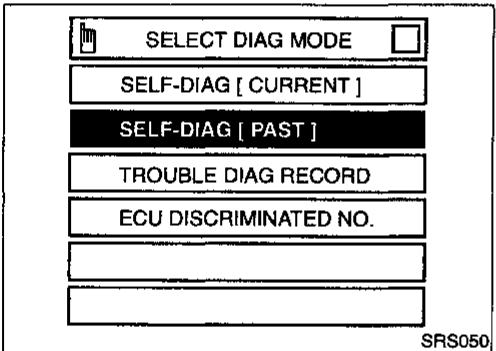 SELECT DIAG MODE
SELF-DIAG [ CURRENT ]
SELF-DIAG [ PAST ]
TROUBLE DIAG RECORD
ECU DISCRIMINATED NO.
SRS050